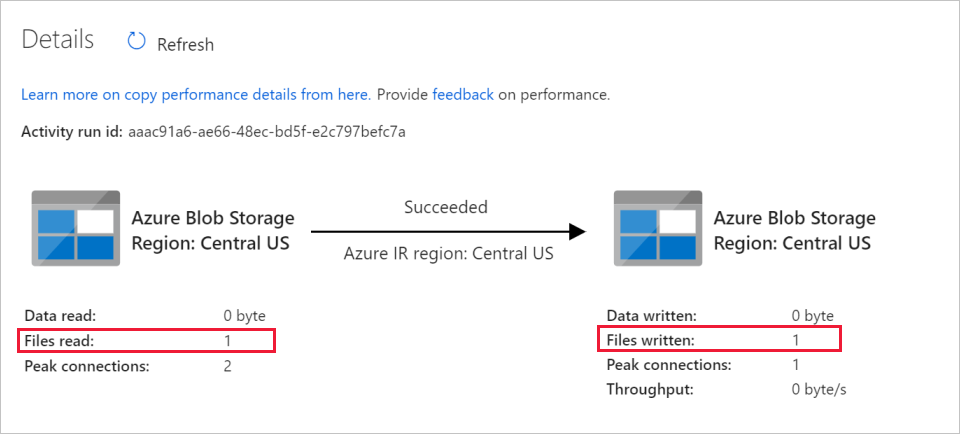 Details
Refresh
Learn more on copy performance details from here. Provide feedback on performance.
Activity run id: aaac91a6-ae66-48ec-bd5f-e2c797befc7a
Azure Blob Storage
Region: Central US
Succeeded
Azure IR region: Central US
Azure Blob Storage
Region: Central US
Data read: 0 byte
Files read: 1
Peak connections: 2
Data written: 0 byte
Files written: 1
Peak connections: 1
Throughput: 0 byte/s